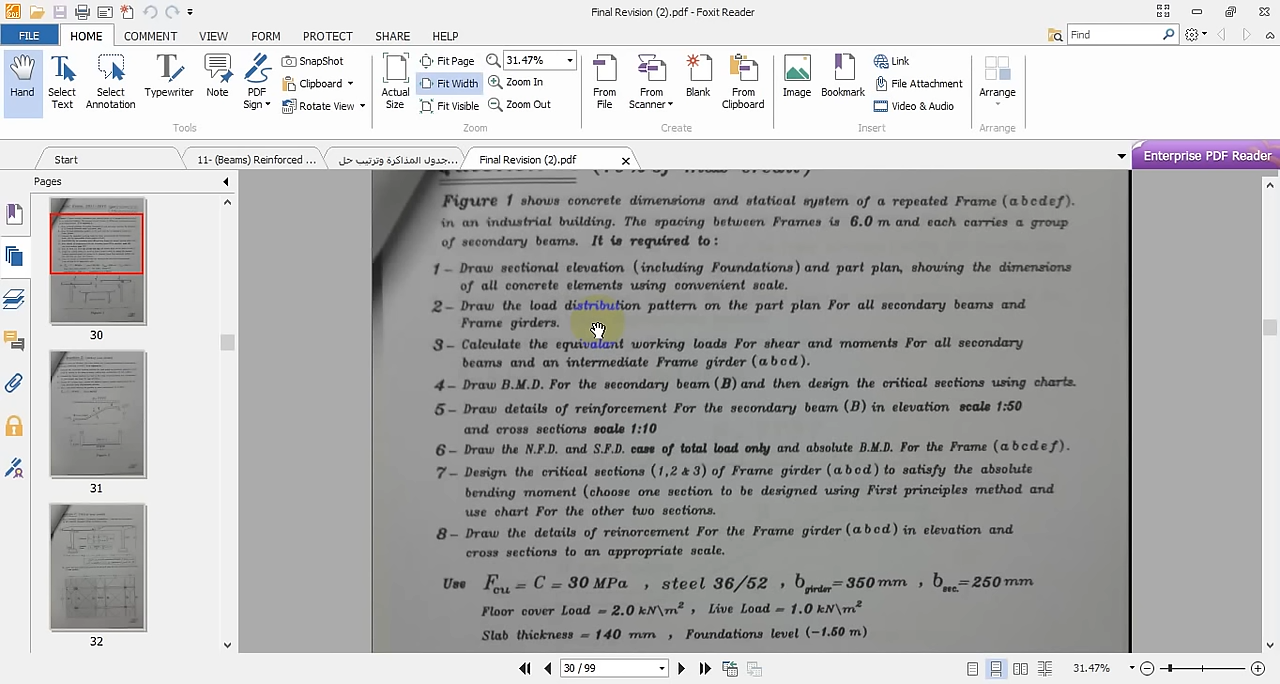 Final Revision (2).pdf - Foxit Reader
FILE HOME COMMENT VIEW FORM PROTECT SHARE HELP
Find
Hand
Select Text
Select Annotation
Typewriter
Note
PDF Sign
SnapShot
Clipboard
Rotate View
Tools
Actual Size
Fit Page
Fit Width
Fit Visible
31.47%
Zoom In
Zoom Out
Zoom
From File
From Scanner
Blank
From Clipboard
Create
Image
Bookmark
Link
File Attachment
Video & Audio
Insert
Arrange
Arrange
Start
11- (Beams) Reinforced ...
جدول المذاكرة وترتيب حل...
Final Revision (2).pdf
Enterprise PDF Reader
Pages
30
31
32
Figure 1 shows concrete dimensions and statical system of a repeated Frame (abcdef).
in an industrial building. The spacing between Frames is 6.0 m and each carries a group
of secondary beams. It is required to :
1- Draw sectional elevation (including Foundations) and part plan, showing the dimensions
of all concrete elements using convenient scale.
2- Draw the load distribution pattern on the part plan For all secondary beams and
Frame girders.
3- Calculate the equivalant working loads For shear and moments For all secondary
beams and an intermediate Frame girder (abcd).
4- Draw B.M.D. For the secondary beam (B) and then design the critical sections using charts.
5- Draw details of reinforcement For the secondary beam (B) in elevation scale 1:50
and cross sections scale 1:10
6- Draw the N.F.D. and S.F.D. case of total load only and absolute B.M.D. For the Frame (abcdef).
7- Design the critical sections (1,2 & 3) of Frame girder (abcd) to satisfy the absolute
bending moment (choose one section to be designed using First principles method and
use chart For the other two sections.
8- Draw the details of reinorcement For the Frame girder (abcd) in elevation and
cross sections to an appropriate scale.
Use Fcu = C = 30 MPa , steel 36/52 , b girder=350 mm , b sec.=250 mm
Floor cover Load = 2.0 kN\m² , Live Load = 1.0 kN\m²
Slab thickness = 140 mm , Foundations level (-1.50 m)
30 / 99
31.47%